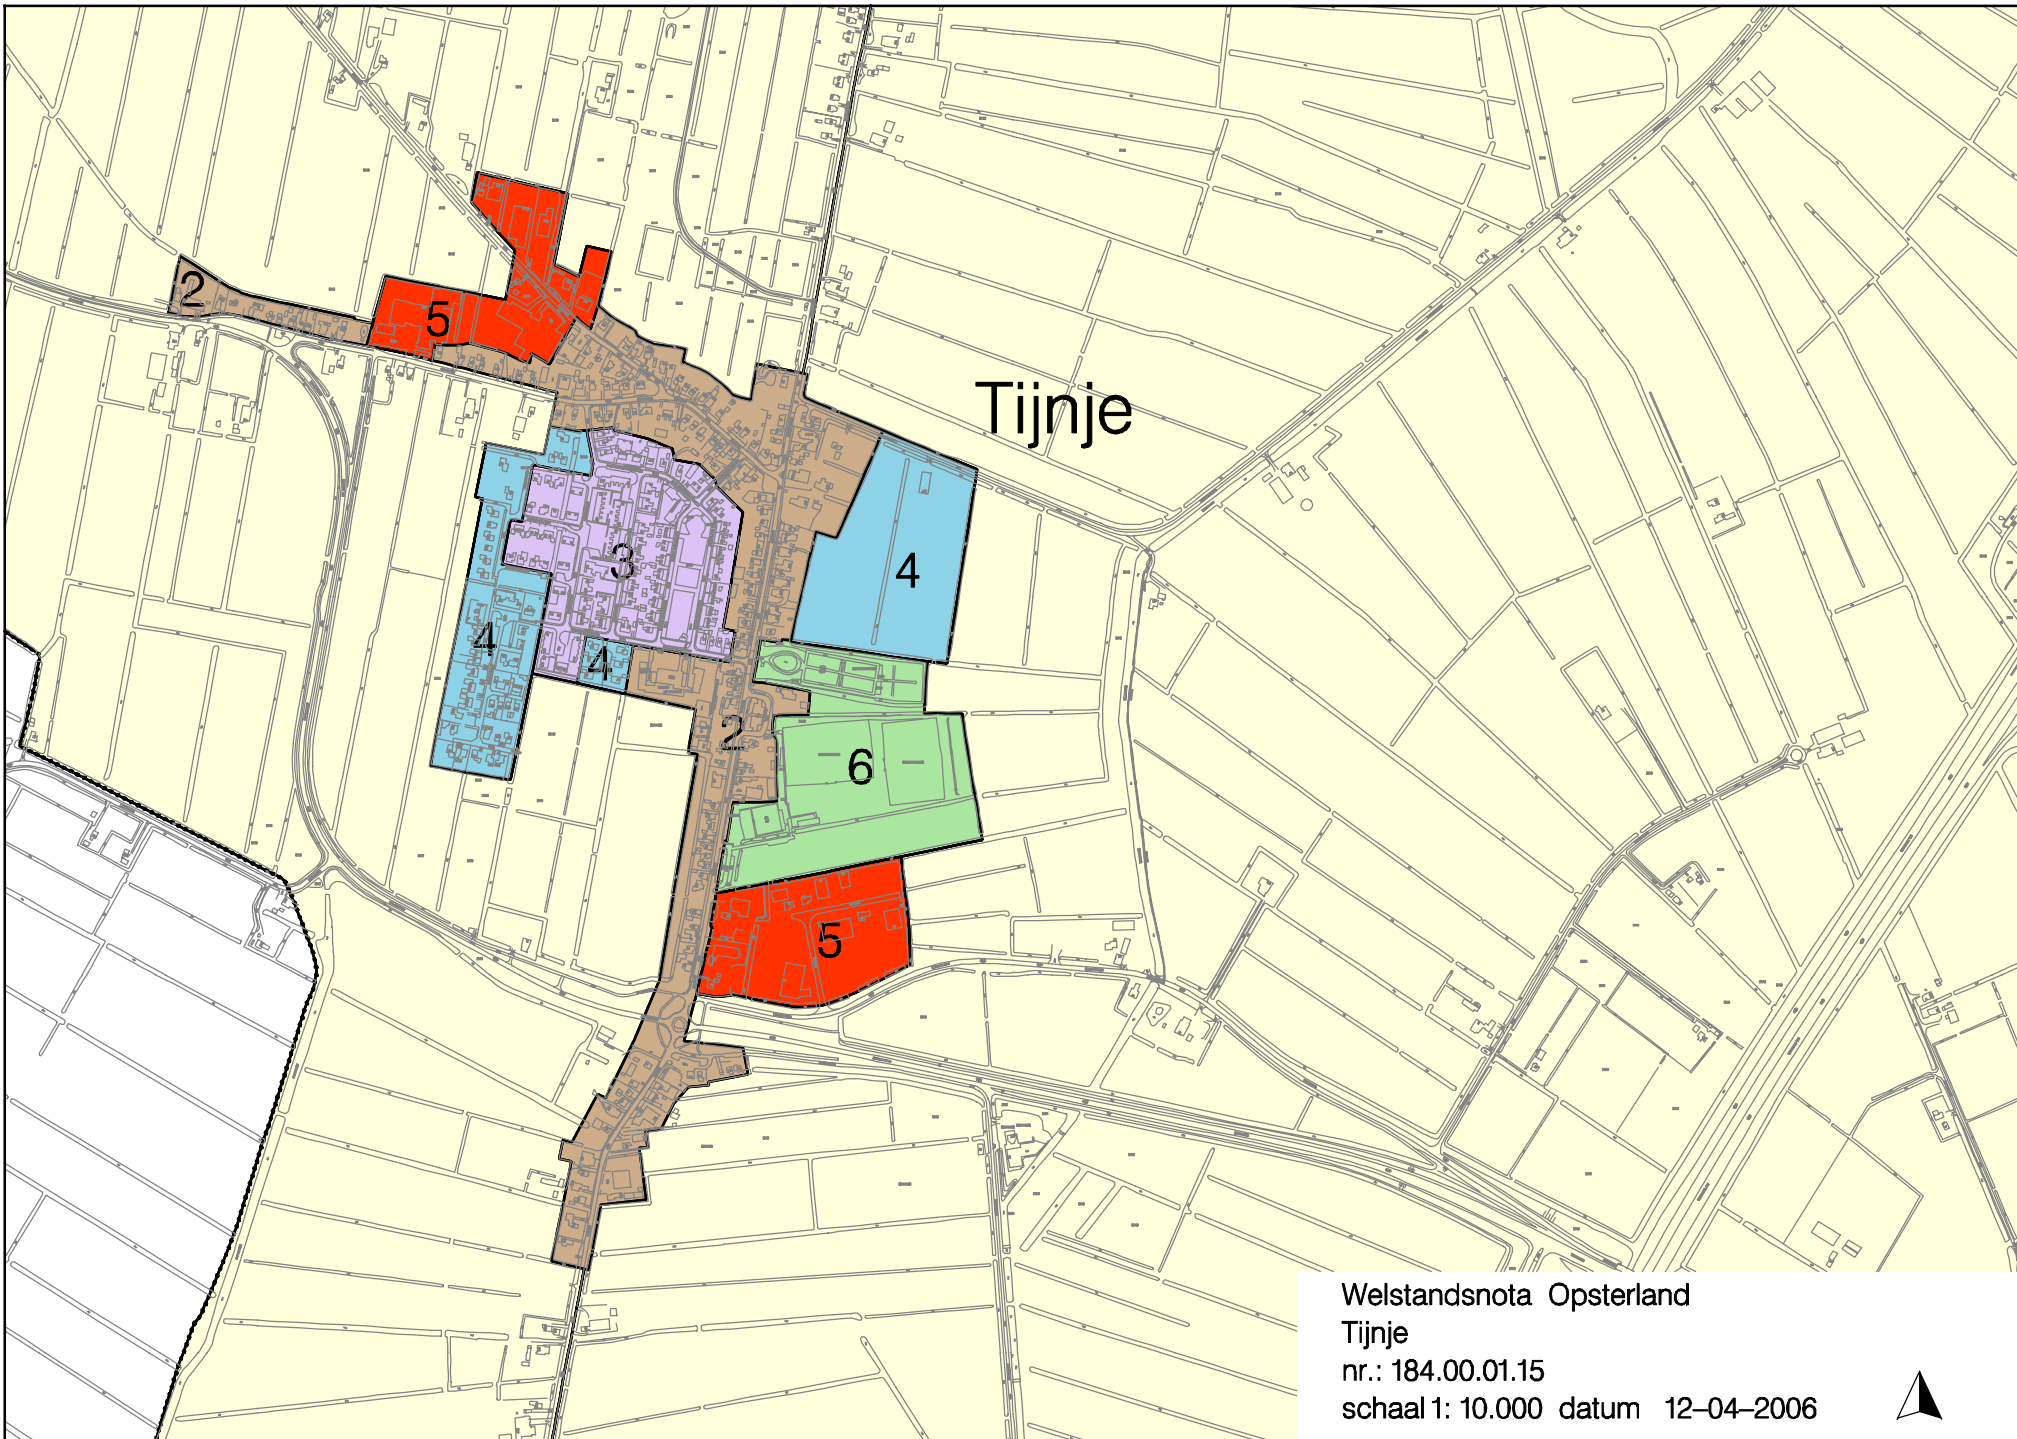 2
5
Tijnje
3
4
4
4
2
6
5
Welstandsnota Opsterland
Tijnje
nr.: 184.00.01.15
schaal 1: 10.000 datum 12–04–2006